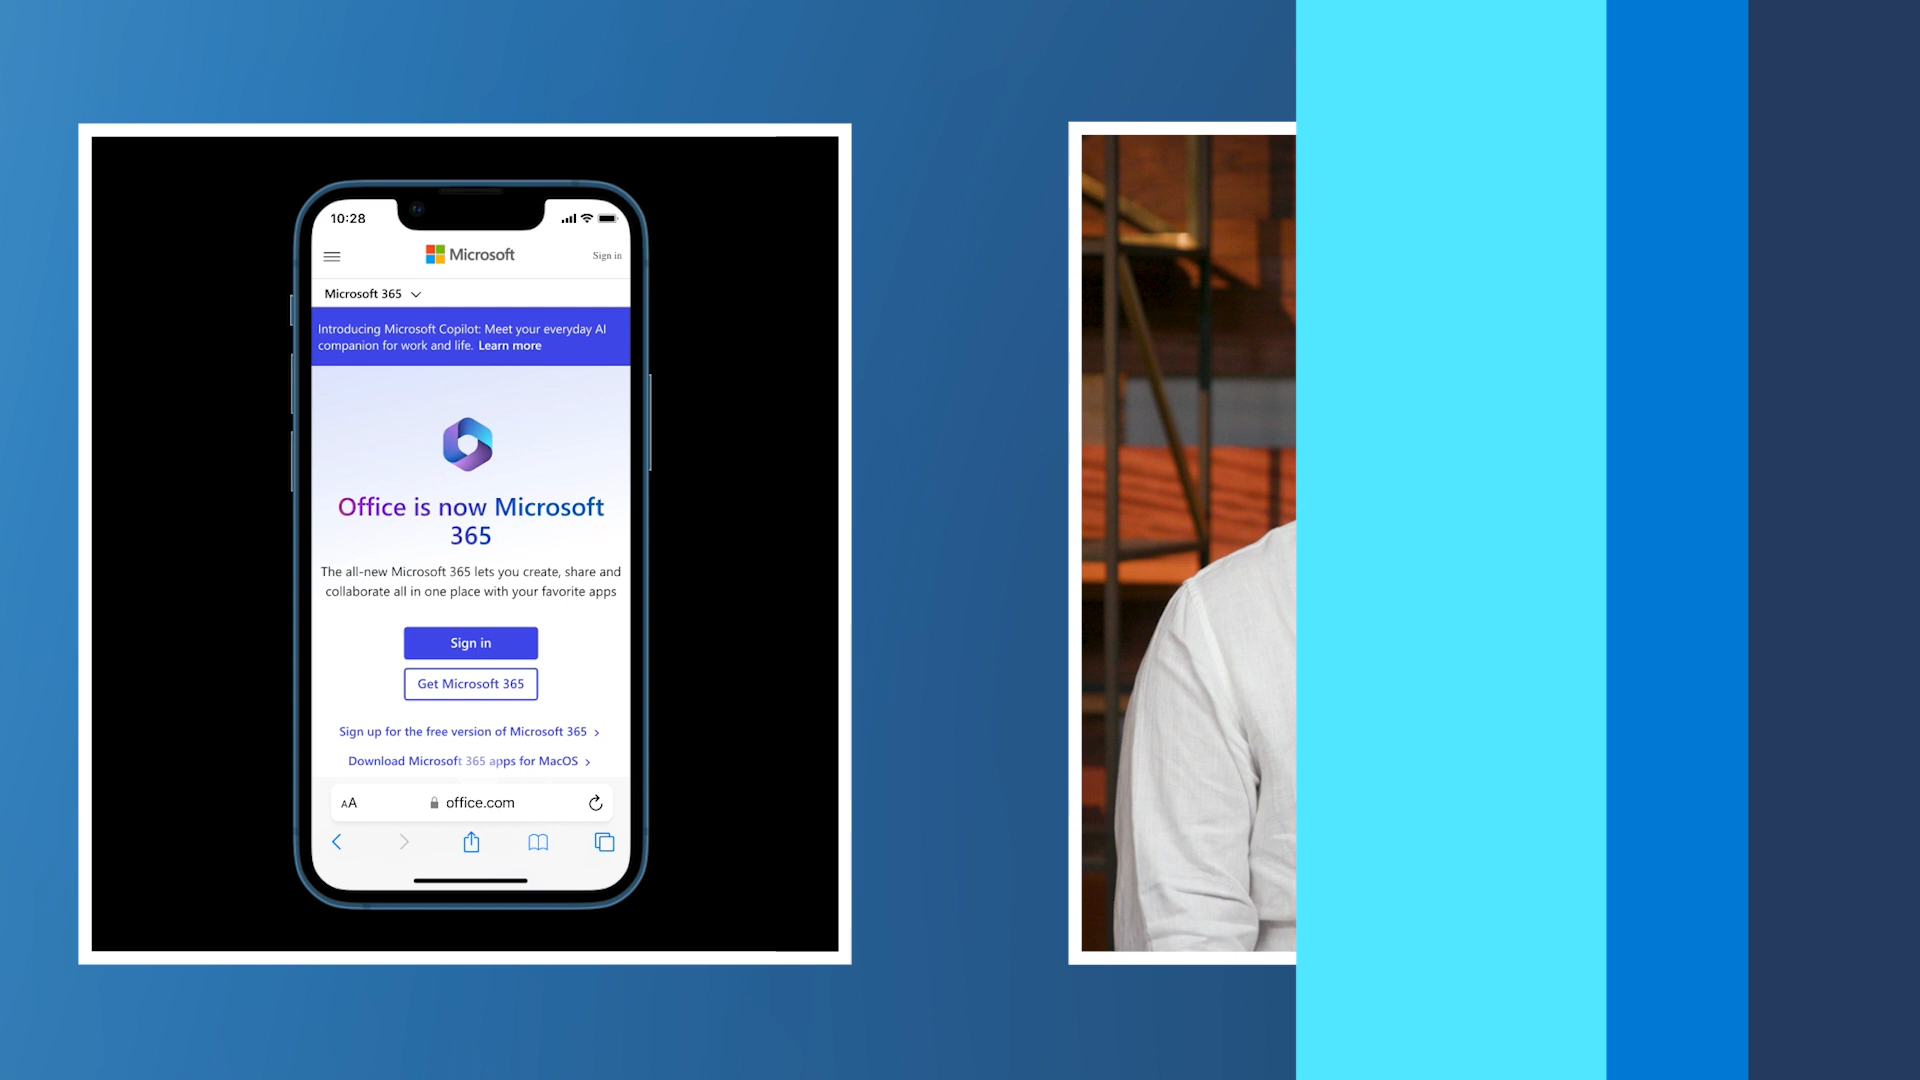 10:28
Microsoft
Sign in
Microsoft 365
Introducing Microsoft Copilot: Meet your everyday AI
companion for work and life. Learn more
Office is now Microsoft
365
The all-new Microsoft 365 lets you create, share and
collaborate all in one place with your favorite apps
Sign in
Get Microsoft 365
Sign up for the free version of Microsoft 365 >
Download Microsoft 365 apps for MacOS >
AA
office.com